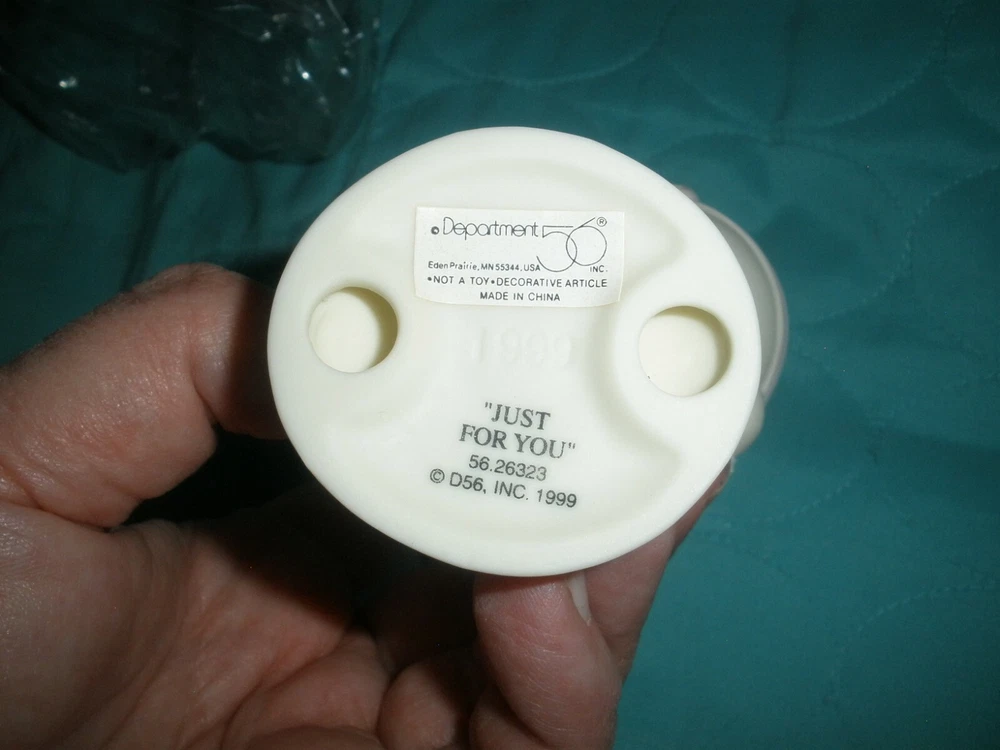 © Department 56®
Eden Prairie, MN 55344, USA INC.
•NOT A TOY•DECORATIVE ARTICLE
MADE IN CHINA
"JUST
FOR YOU"
56.26323
© D56, INC. 1999